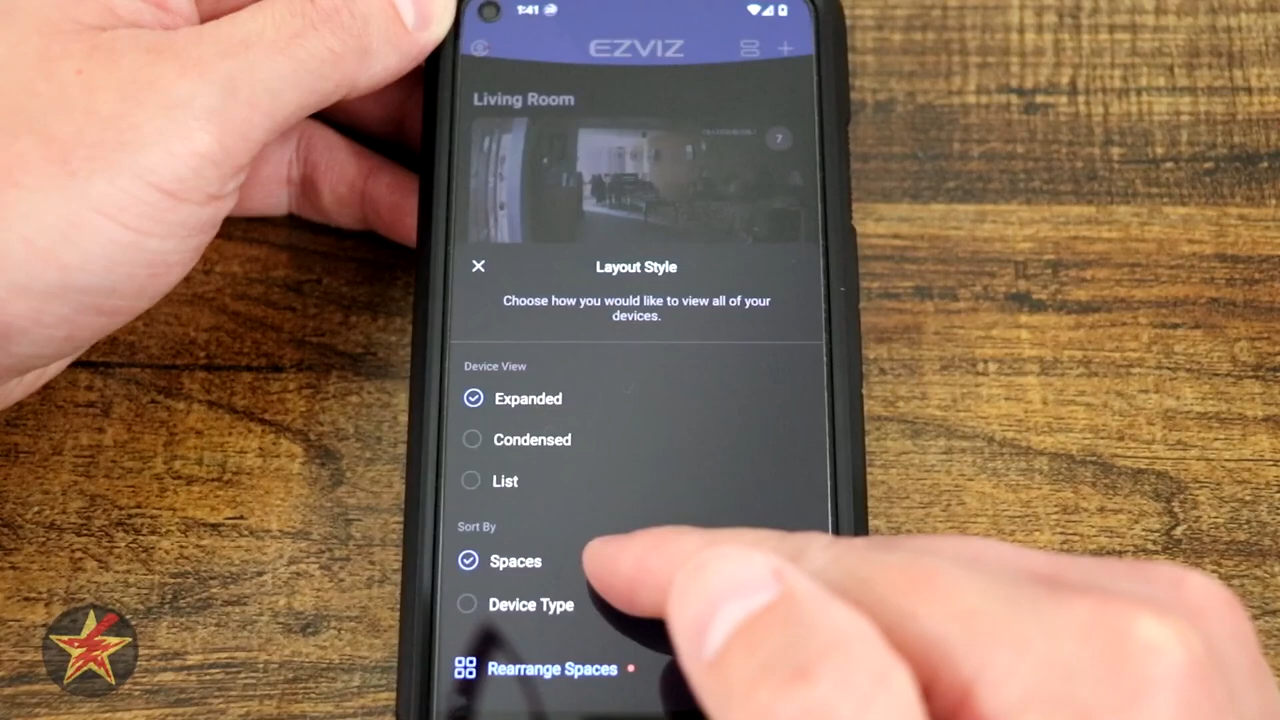 1:41
EZVIZ
Living Room
7
Layout Style
Choose how you would like to view all of your
devices.
Device View
Expanded
Condensed
List
Sort By
Spaces
Device Type
Rearrange Spaces